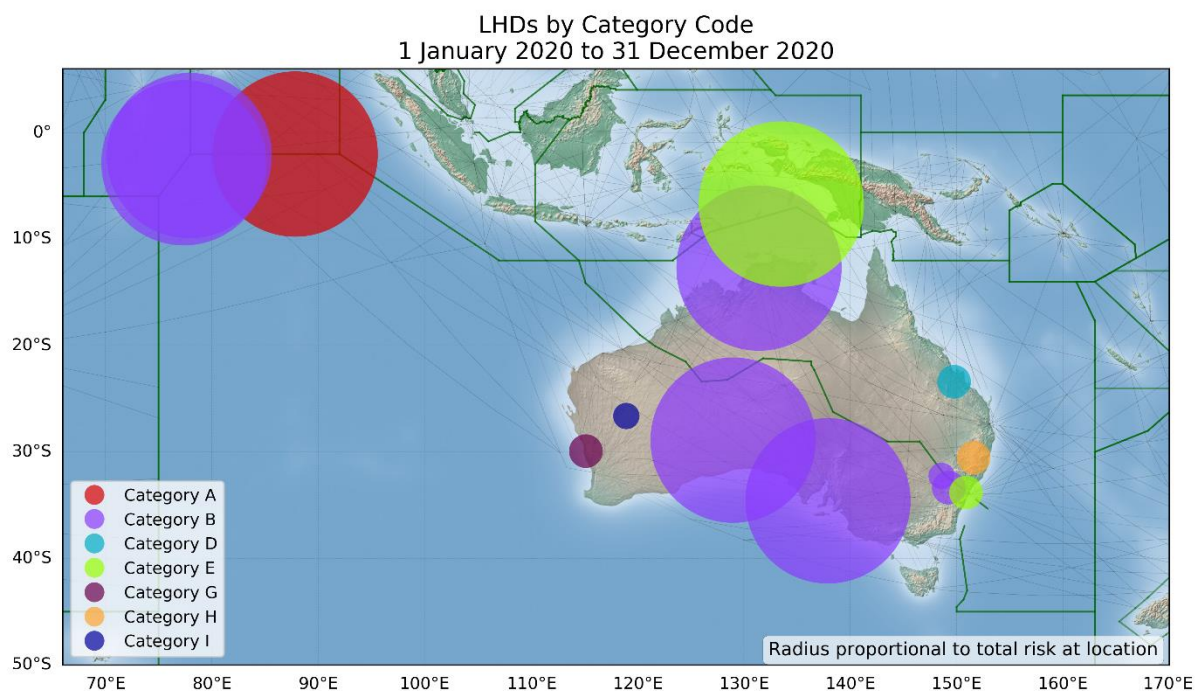 LHDs by Category Code
1 January 2020 to 31 December 2020
0°
10°S
20°S
30°S
40°S
50°S
Category A
Category B
Category D
Category E
Category G
Category H
Category I
Radius proportional to total risk at location
70°E
80°E
90°E
100°E
110°E
120°E
130°E
140°E
150°E
160°E
170°E